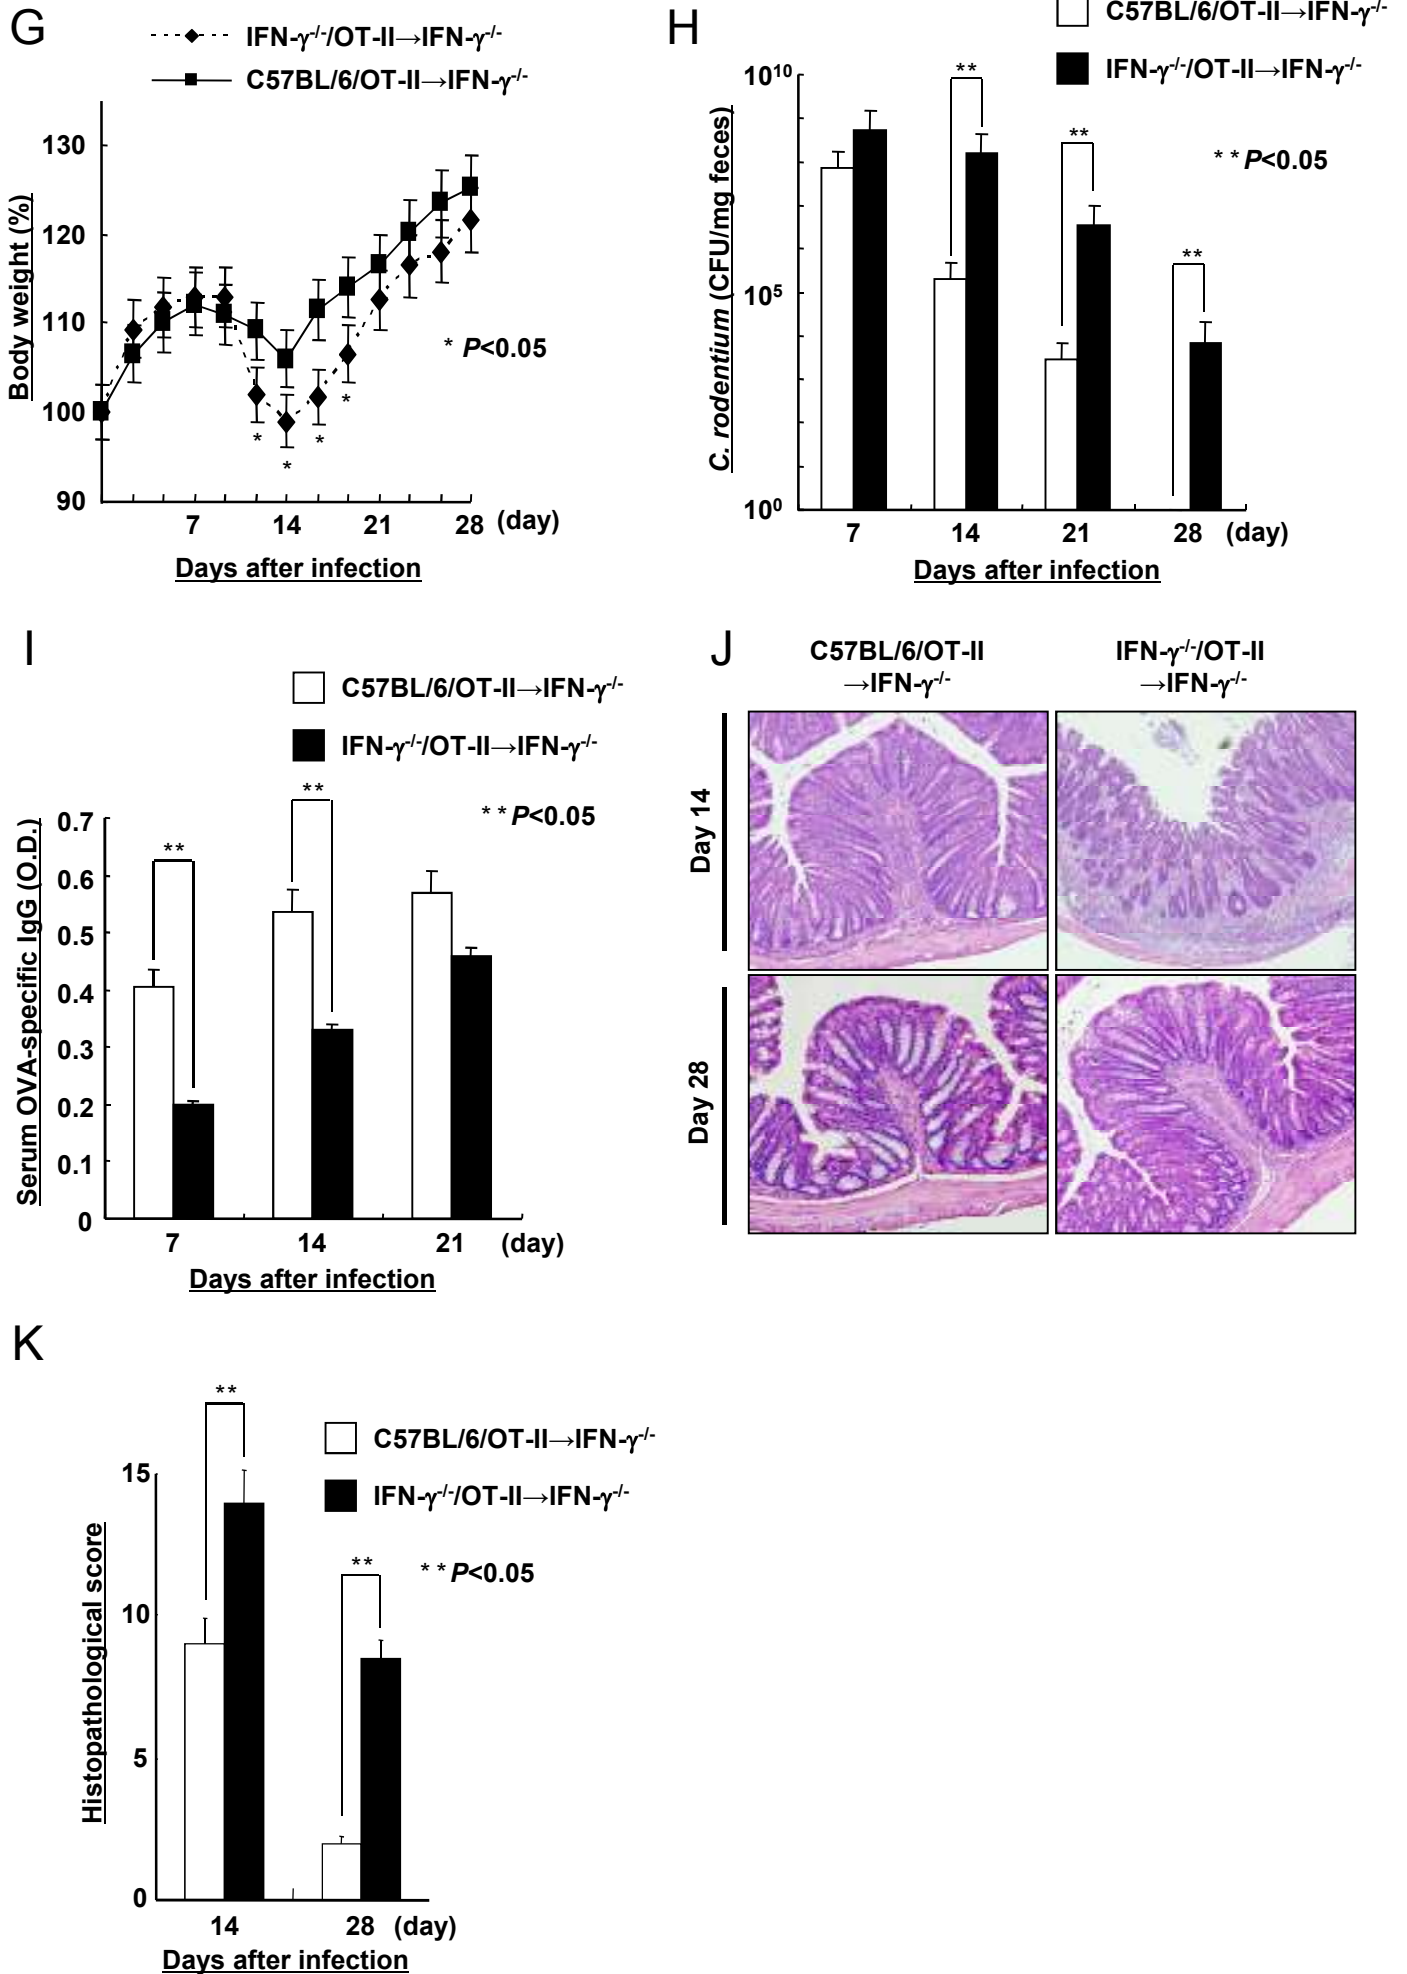 G
IFN-γ-/-/OT-II→IFN-γ-/-
C57BL/6/OT-II→IFN-γ-/-
130
120
110
100
90
Body weight (%)
* P<0.05
*
*
*
*
7 14 21 28 (day)
Days after infection
H
C57BL/6/OT-II→IFN-γ-/-
IFN-γ-/-/OT-II→IFN-γ-/-
10^10
10^5
10^0
C. rodentium (CFU/mg feces)
**
**
**
**P<0.05
7 14 21 28 (day)
Days after infection
I
C57BL/6/OT-II→IFN-γ-/-
IFN-γ-/-/OT-II→IFN-γ-/-
**P<0.05
**
**
0.7
0.6
0.5
0.4
0.3
0.2
0.1
0
Serum OVA-specific IgG (O.D.)
7 14 21 (day)
Days after infection
J
C57BL/6/OT-II
→IFN-γ-/-
IFN-γ-/-/OT-II
→IFN-γ-/-
Day 14
Day 28
K
**
C57BL/6/OT-II→IFN-γ-/-
IFN-γ-/-/OT-II→IFN-γ-/-
**
**P<0.05
15
10
5
0
Histopathological score
14 28 (day)
Days after infection